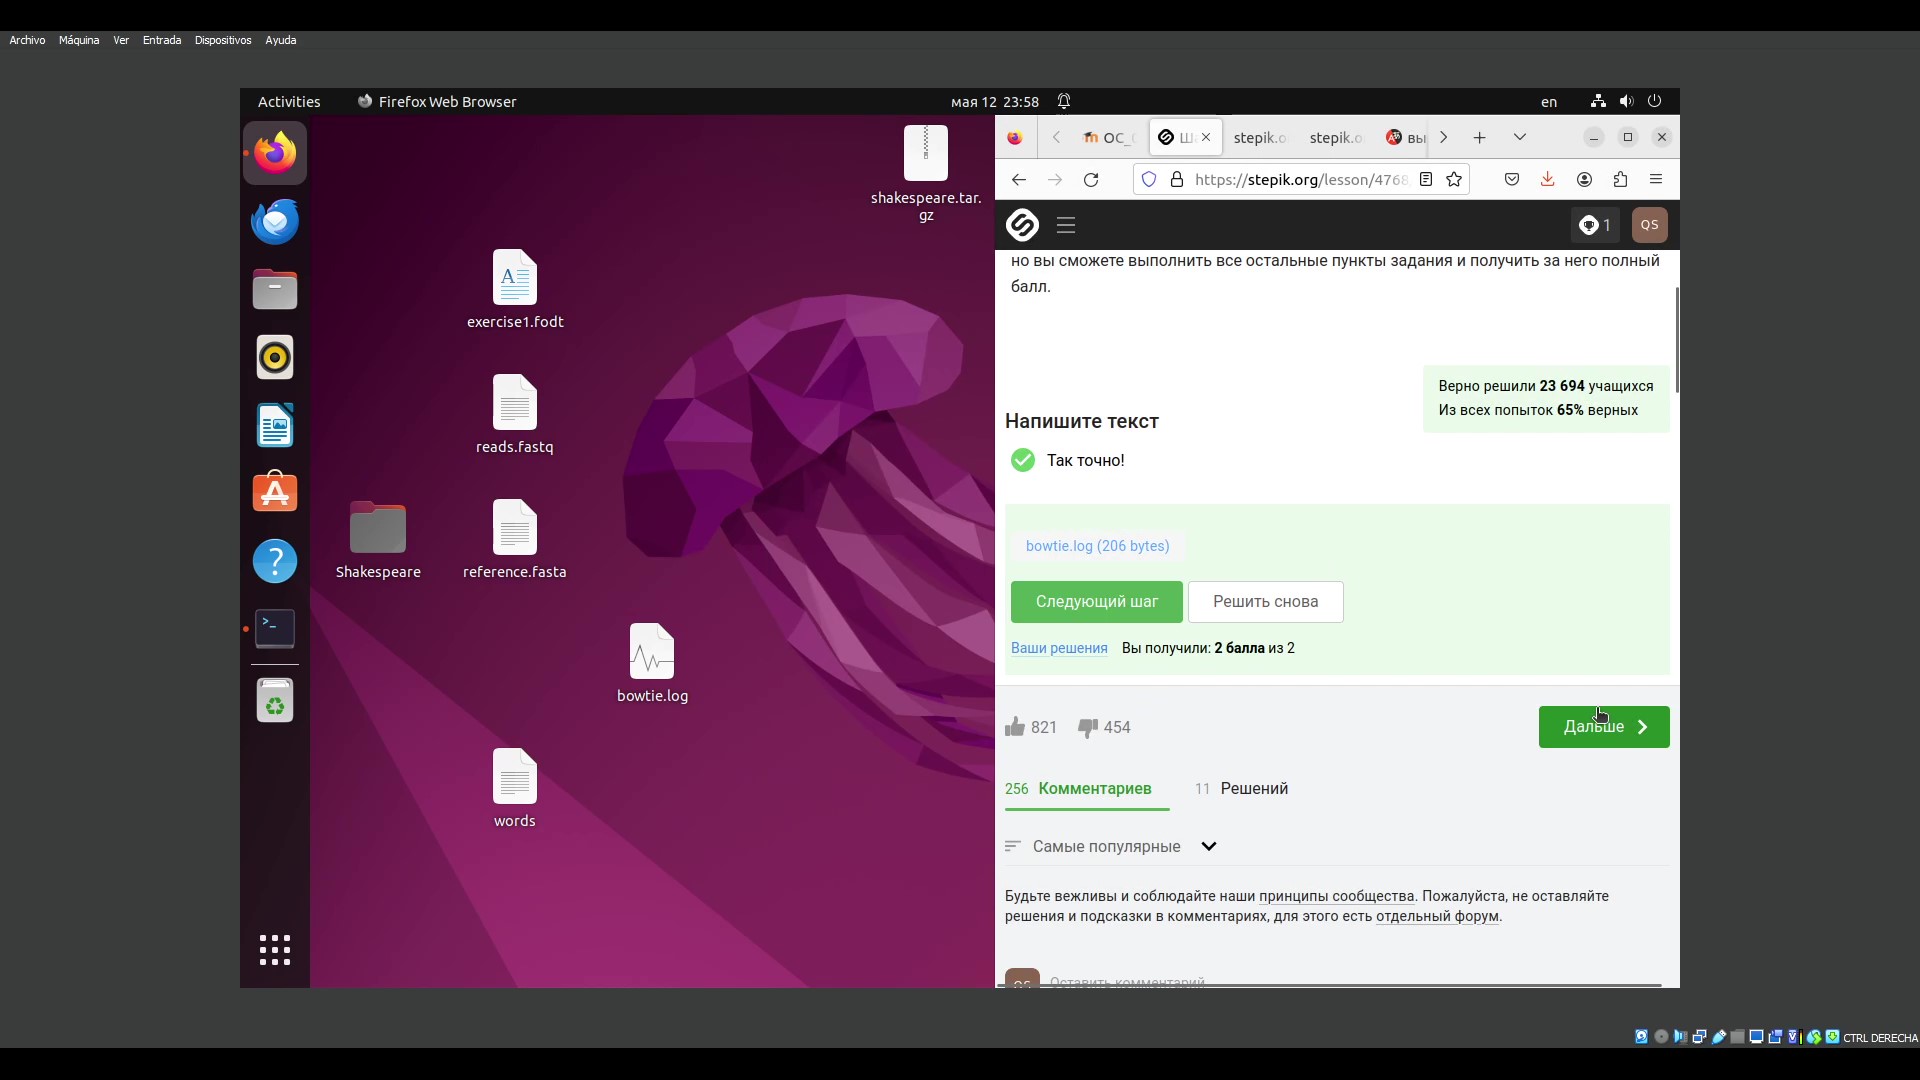 Archivo Máquina Ver Entrada Dispositivos Ayuda
Activities Firefox Web Browser мая 12 23:58 en
shakespeare.tar.
gz
exercise1.fodt
reads.fastq
Shakespeare
reference.fasta
bowtie.log
words
ОС_ Ш stepik.o stepik.o вы
https://stepik.org/lesson/4768
1 QS
но вы сможете выполнить все остальные пункты задания и получить за него полный
балл.
Верно решили 23 694 учащихся
Из всех попыток 65% верных
Напишите текст
Так точно!
bowtie.log (206 bytes)
Следующий шаг Решить снова
Ваши решения Вы получили: 2 балла из 2
821 454 Дальше
256 Комментариев 11 Решений
Самые популярные
Будьте вежливы и соблюдайте наши принципы сообщества. Пожалуйста, не оставляйте
решения и подсказки в комментариях, для этого есть отдельный форум.
QS Оставить комментарий
CTRL DERECHA